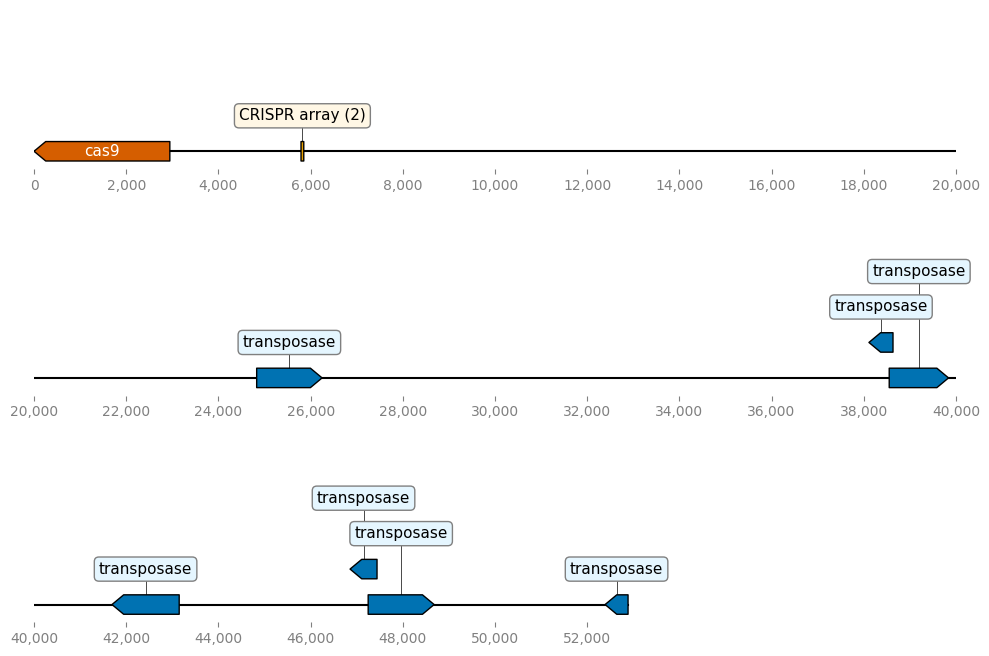 CRISPR array (2)
cas9
0 2,000 4,000 6,000 8,000 10,000 12,000 14,000 16,000 18,000 20,000
transposase
transposase
transposase
20,000 22,000 24,000 26,000 28,000 30,000 32,000 34,000 36,000 38,000 40,000
transposase
transposase
transposase transposase
40,000 42,000 44,000 46,000 48,000 50,000 52,000